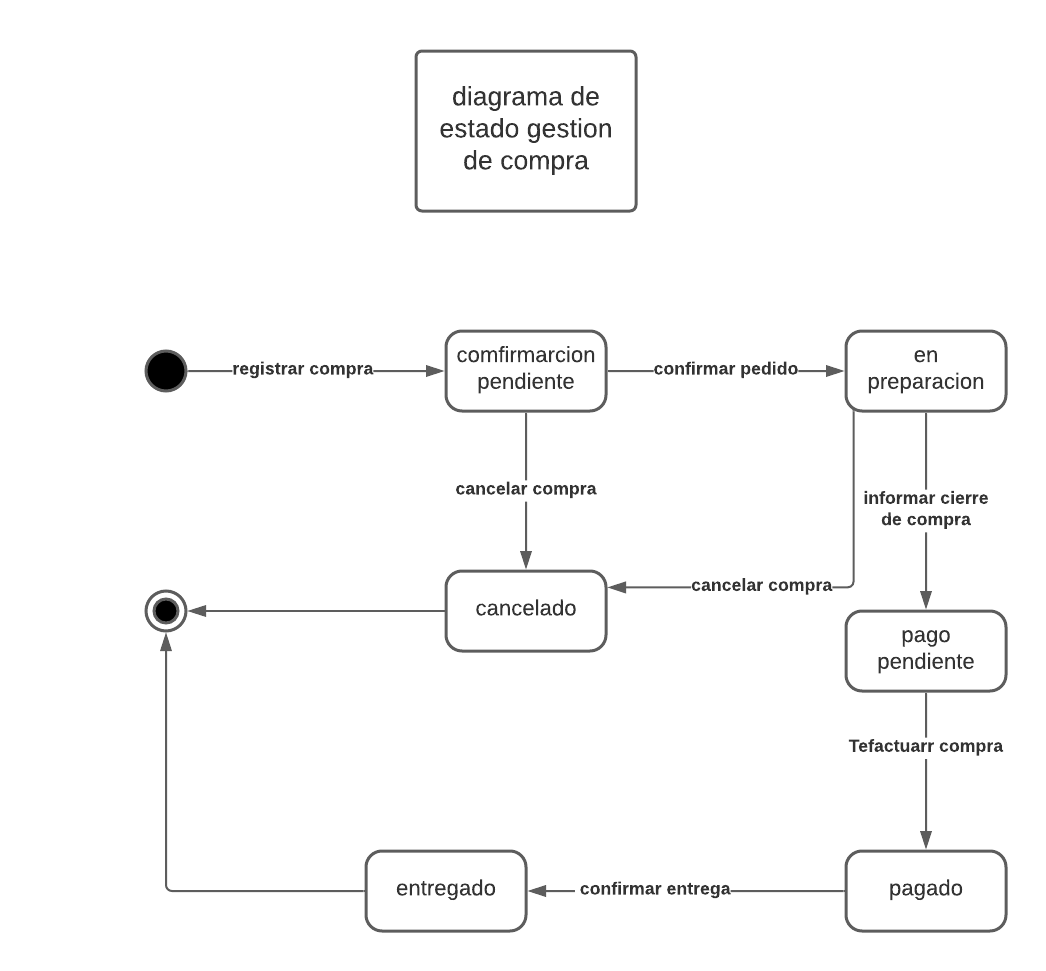 diagrama de
estado gestion
de compra
registrar compra
comfirmarcion
pendiente
confirmar pedido
en
preparacion
cancelar compra
informar cierre
de compra
cancelar compra
cancelado
pago
pendiente
Tefactuarr compra
entregado
confirmar entrega
pagado